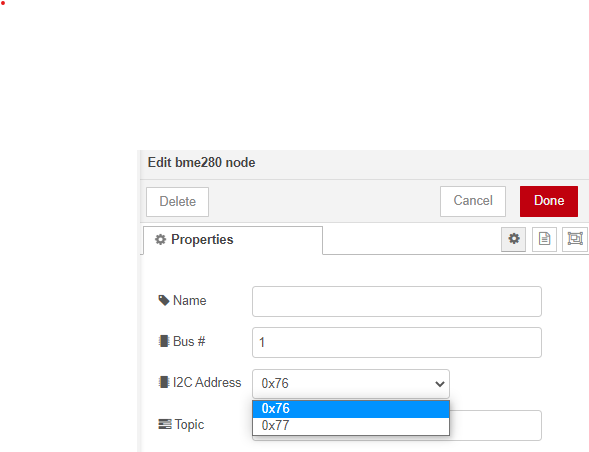 Edit bme280 node
Delete
Cancel
Done
Properties
Name
Bus #
1
I2C Address
0x76
0x76
0x77
Topic